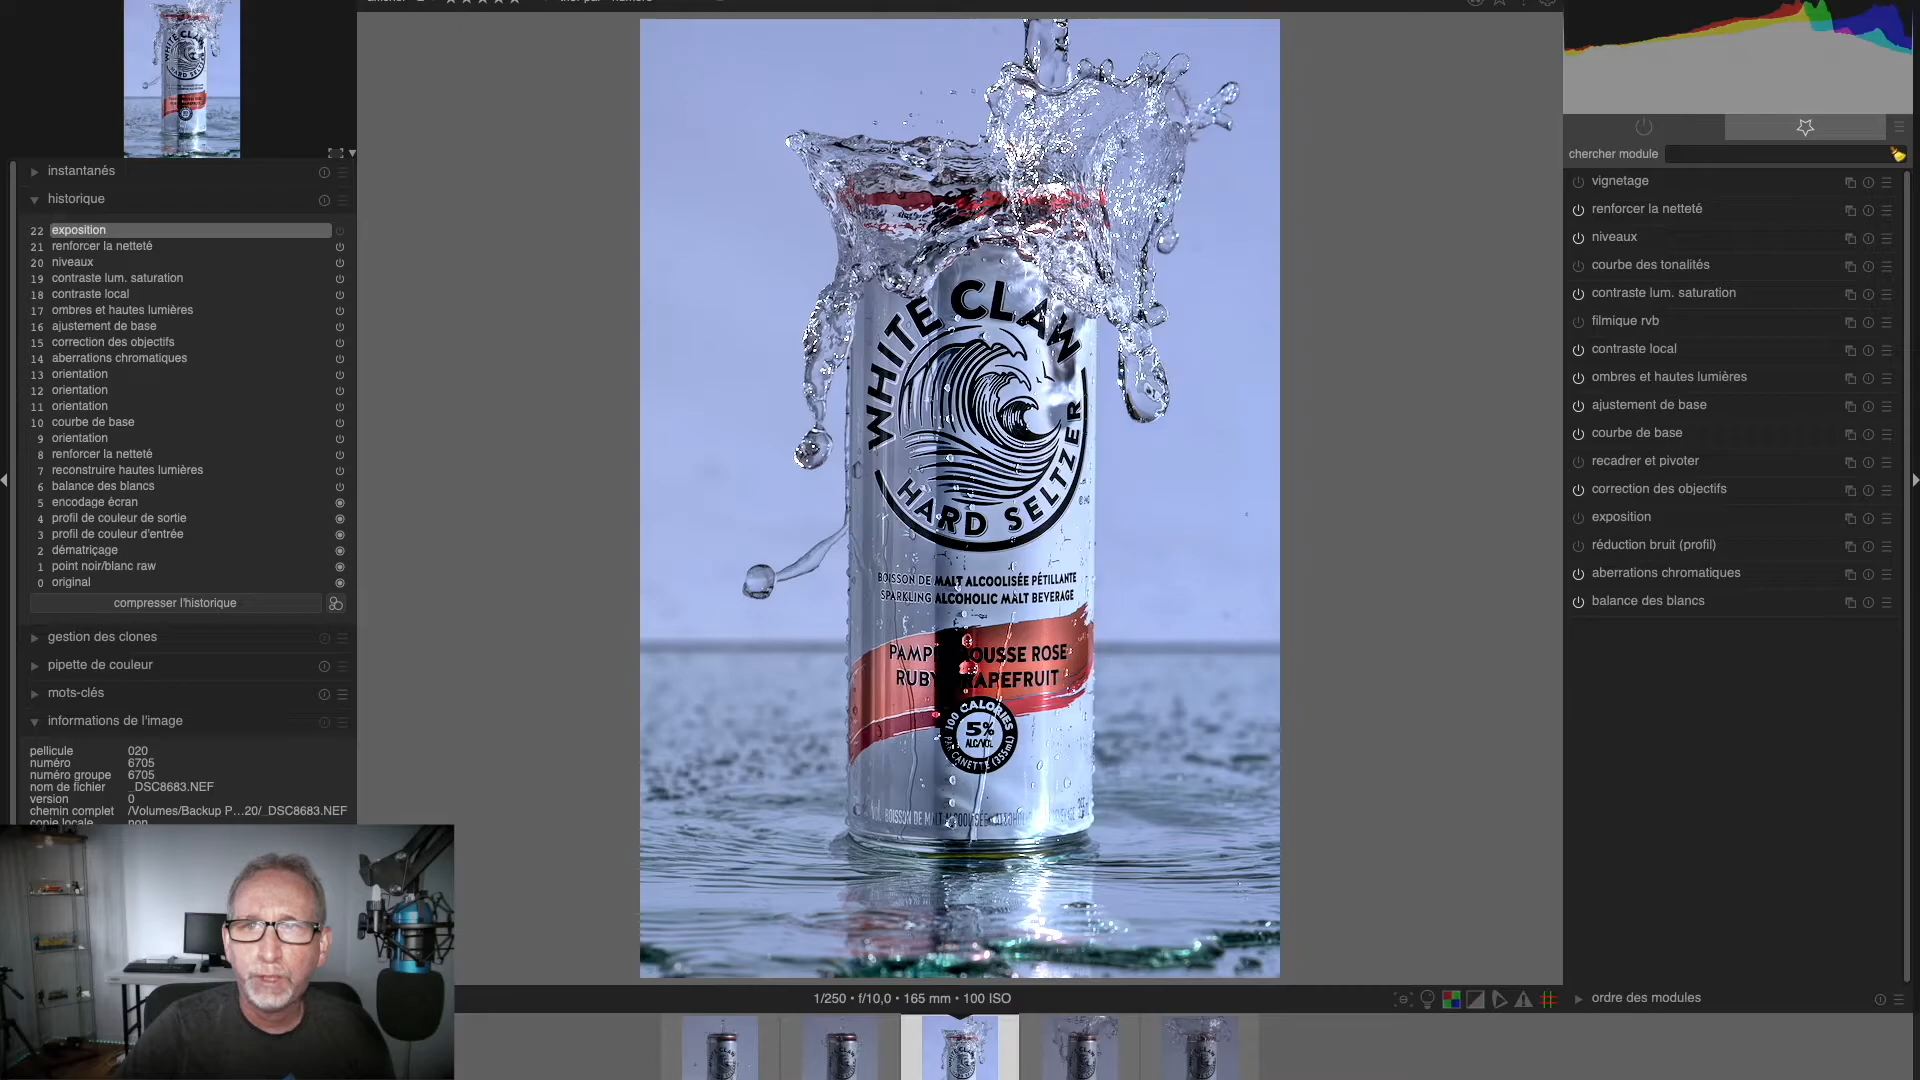 instantanés
historique
22 exposition
21 renforcer la netteté
20 niveaux
19 contraste lum. saturation
18 contraste local
17 ombres et hautes lumières
16 ajustement de base
15 correction des objectifs
14 aberrations chromatiques
13 orientation
12 orientation
11 orientation
10 courbe de base
9 orientation
8 renforcer la netteté
7 reconstruire hautes lumières
6 balance des blancs
5 encodage écran
4 profil de couleur de sortie
3 profil de couleur d'entrée
2 dématriçage
1 point noir/blanc raw
0 original
compresser l'historique
gestion des clones
pipette de couleur
mots-clés
informations de l'image
pellicule 020
numéro 6705
numéro groupe 6705
nom de fichier _DSC8683.NEF
version 0
chemin complet /Volumes/Backup P...20/_DSC8683.NEF
WHITE CLAW
HARD SELTZER
BOISSON DE MALT ALCOOLISÉE PÉTILLANTE
SPARKLING ALCOHOLIC MALT BEVERAGE
PAMPLEMOUSSE ROSE
RUBY GRAPEFRUIT
100 CALORIES
5%
ALC/VOL
PAR CANETTE (355mL)
1/250 • f/10,0 • 165 mm • 100 ISO
chercher module
vignetage
renforcer la netteté
niveaux
courbe des tonalités
contraste lum. saturation
filmique rvb
contraste local
ombres et hautes lumières
ajustement de base
courbe de base
recadrer et pivoter
correction des objectifs
exposition
réduction bruit (profil)
aberrations chromatiques
balance des blancs
ordre des modules